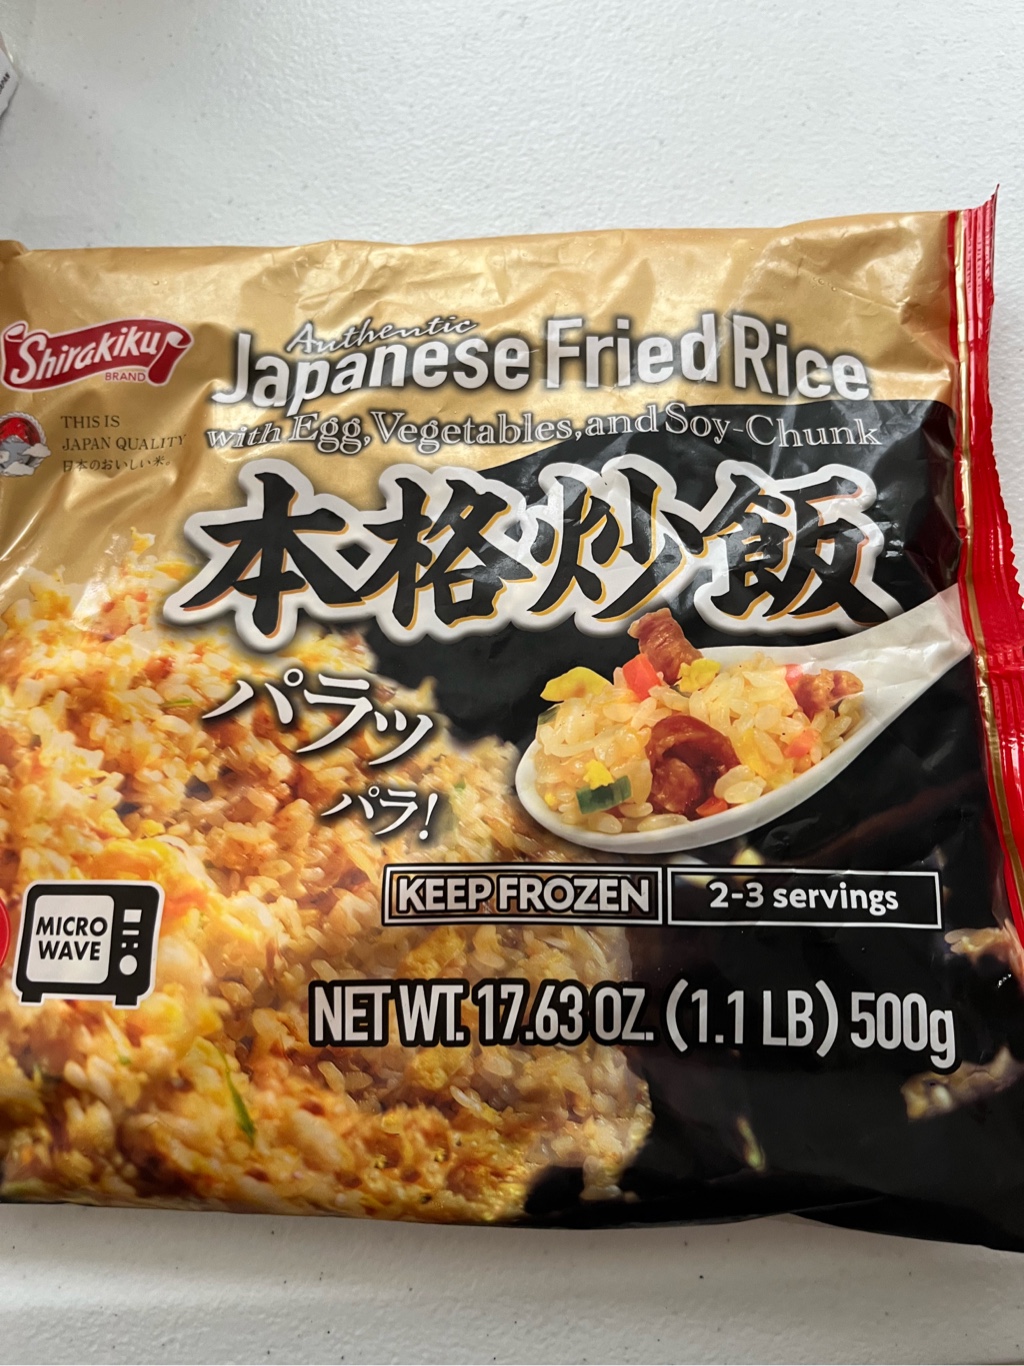 Shirakiku
BRAND
THIS IS
JAPAN QUALITY
日本のおいしい米。
Authentic
Japanese Fried Rice
with Egg, Vegetables, and Soy-Chunk
本格炒飯
パラッ
パラ!
KEEP FROZEN
2-3 servings
MICRO
WAVE
NET WT. 17.63 OZ. (1.1 LB) 500g